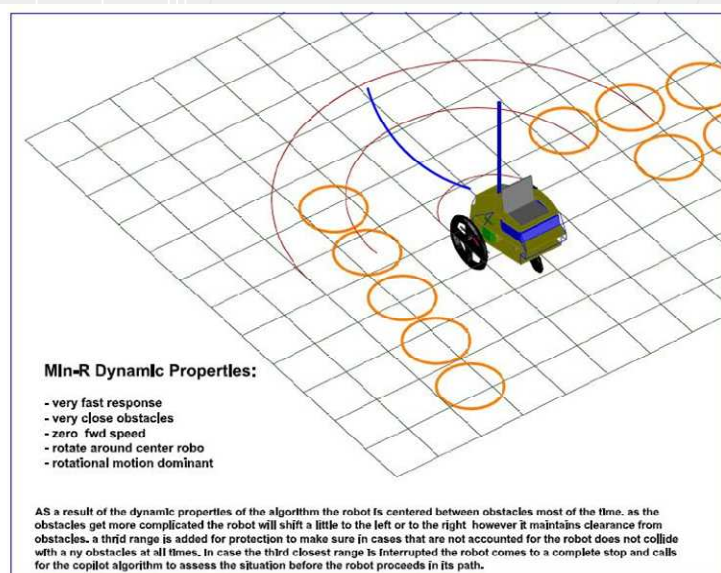 Min-R Dynamic Properties:
- very fast response
- very close obstacles
- zero fwd speed
- rotate around center robo
- rotational motion dominant
AS a result of the dynamic properties of the algorithm the robot is centered between obstacles most of the time. as the
obstacles get more complicated the robot will shift a little to the left or to the right however it maintains clearance from
obstacles. a thrid range is added for protection to make sure in cases that are not accounted for the robot does not collide
with a ny obstacles at all times. in case the third closest range is interrupted the robot comes to a complete stop and calls
for the copilot algorithm to assess the situation before the robot proceeds in its path.